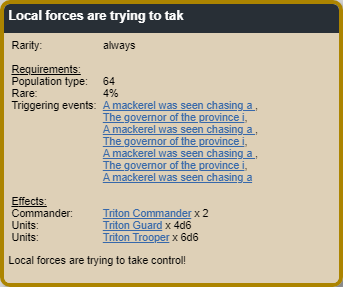 Local forces are trying to tak
Rarity: always
Requirements:
Population type: 64
Rare: 4%
Triggering events: A mackerel was seen chasing a ,
The governor of the province i,
A mackerel was seen chasing a ,
The governor of the province i,
A mackerel was seen chasing a ,
The governor of the province i,
A mackerel was seen chasing a
Effects:
Commander: Triton Commander x 2
Units: Triton Guard x 4d6
Units: Triton Trooper x 6d6
Local forces are trying to take control!